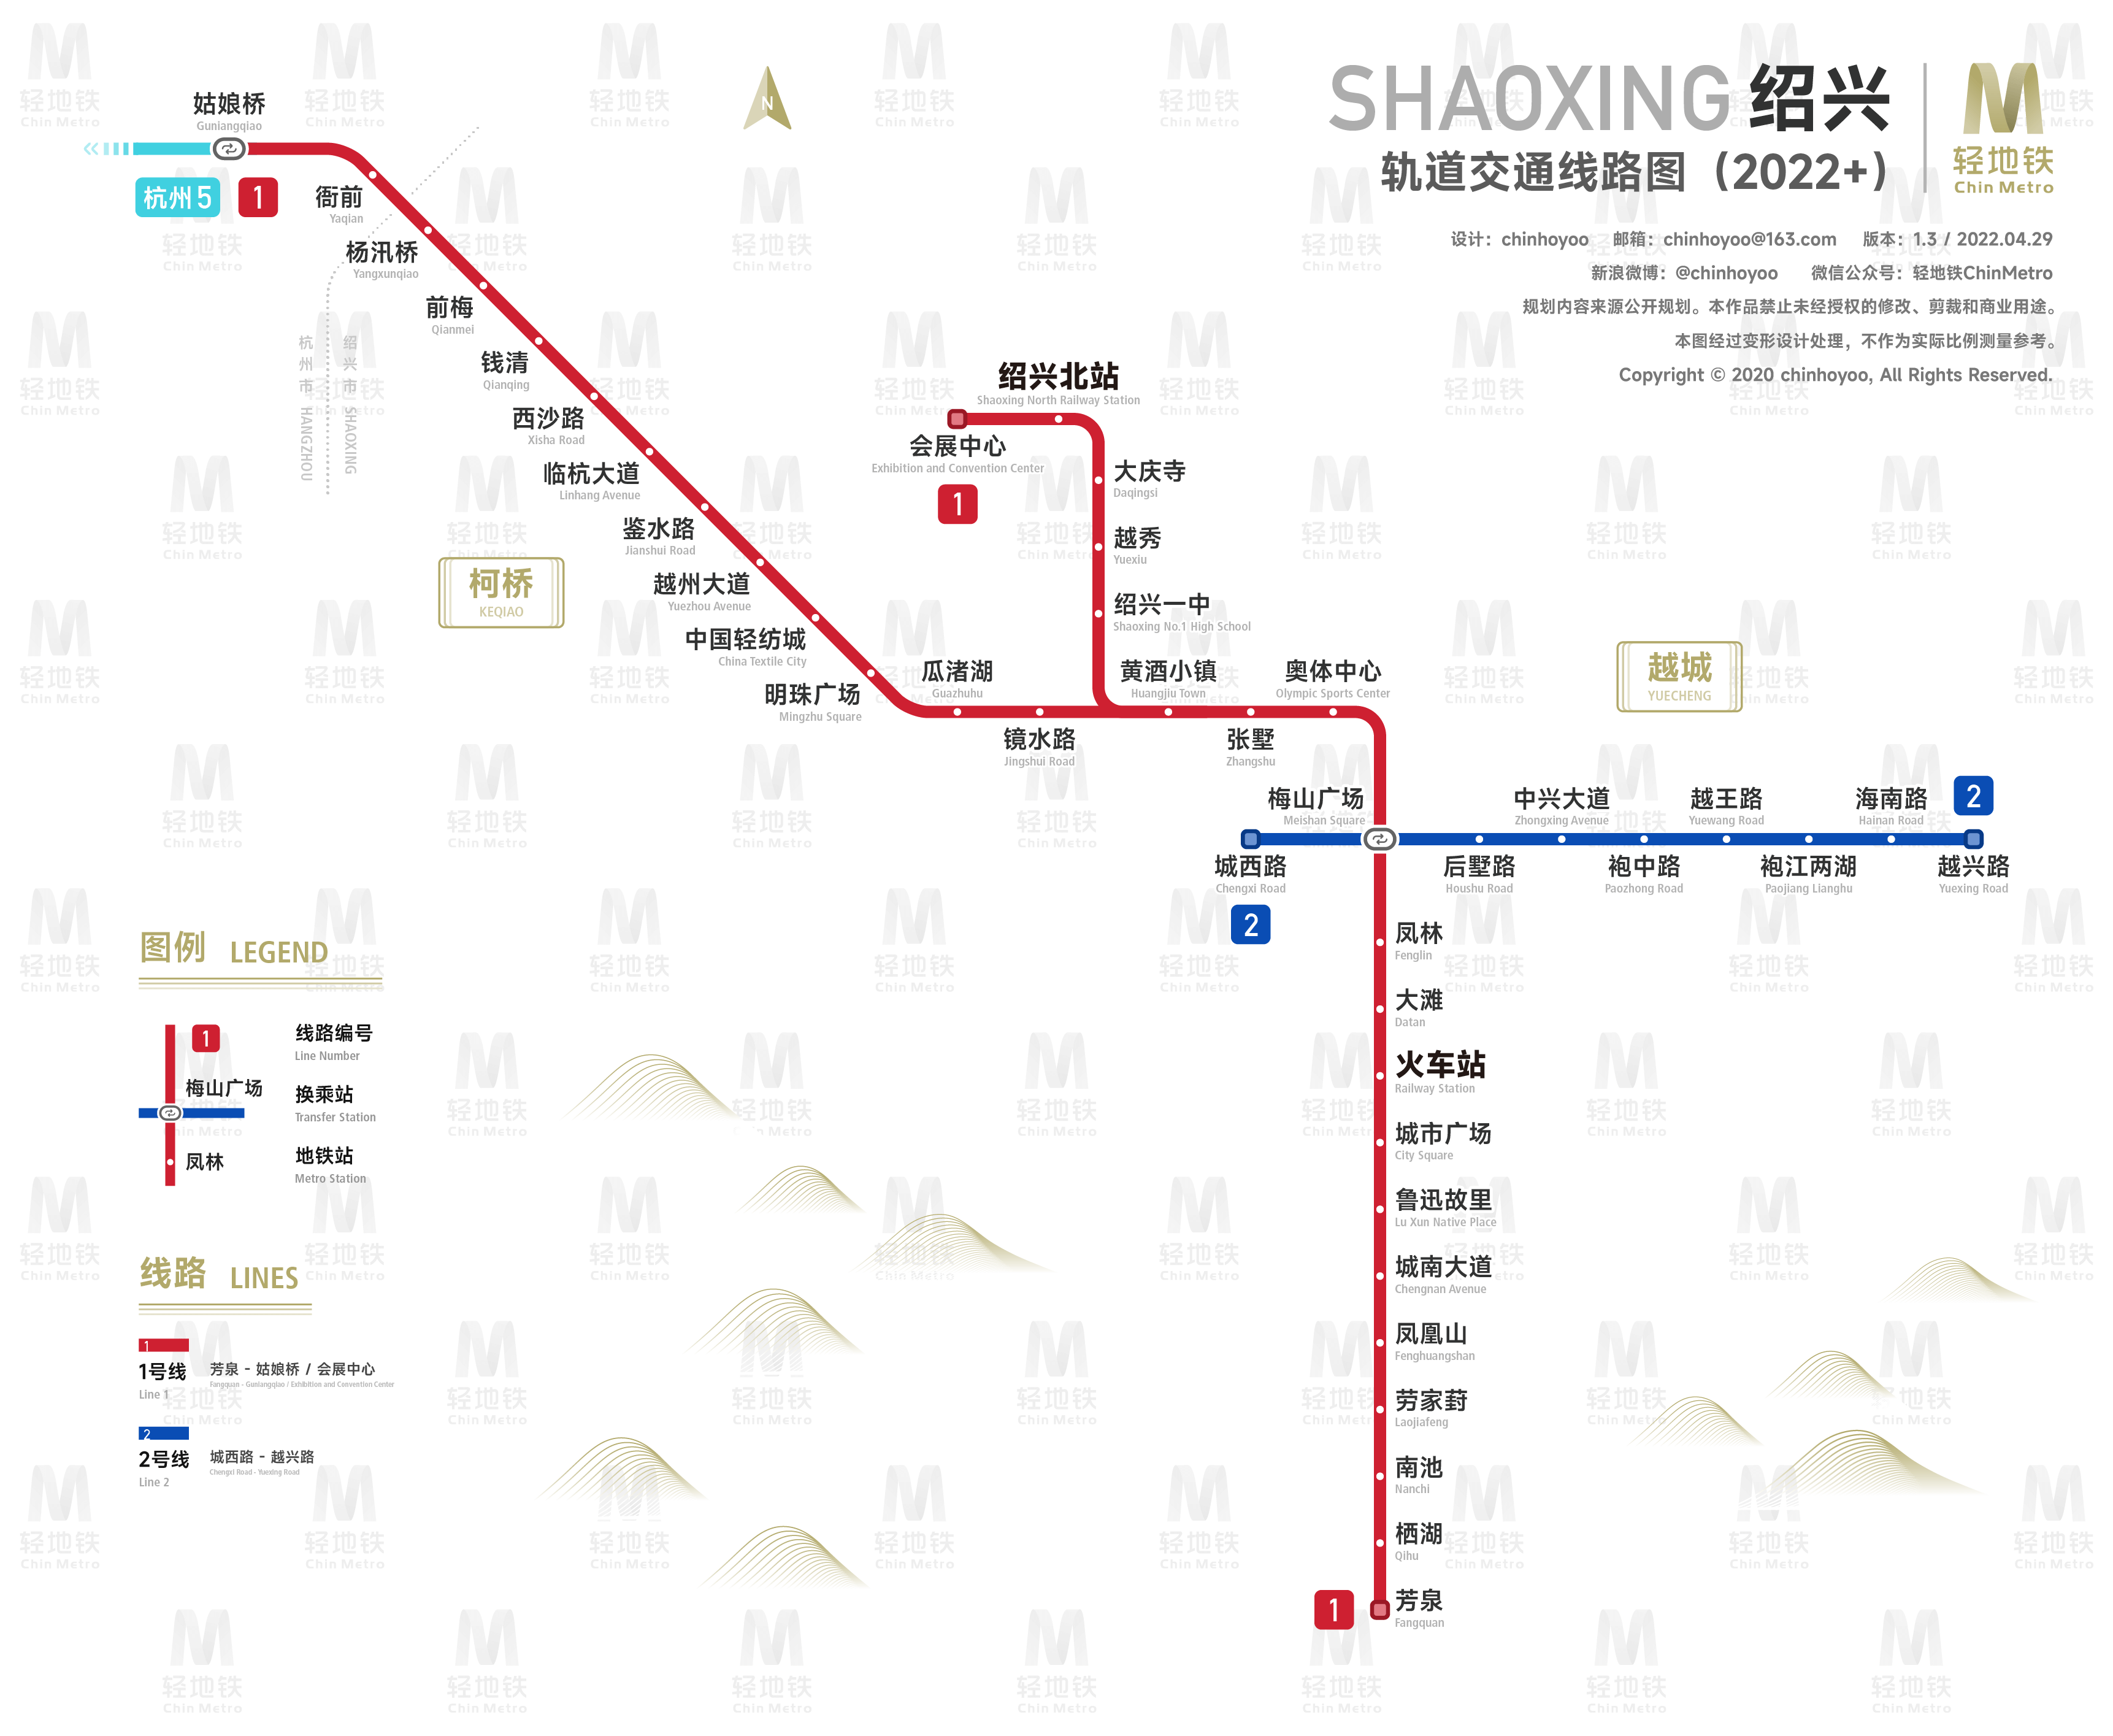 SHAOXING 绍兴
轨道交通线路图（2022+）
轻地铁
Chin Metro
设计：chinhoyoo 邮箱：chinhoyoo@163.com 版本：1.3 / 2022.04.29
新浪微博：@chinhoyoo 微信公众号：轻地铁ChinMetro
规划内容来源公开规划。本作品禁止未经授权的修改、剪裁和商业用途。
本图经过变形设计处理，不作为实际比例测量参考。
Copyright © 2020 chinhoyoo, All Rights Reserved.
N
姑娘桥
Guniangqiao
杭州5
1
衙前
Yaqian
杨汛桥
Yangxunqiao
前梅
Qianmei
钱清
Qianqing
西沙路
Xisha Road
临杭大道
Linhang Avenue
鉴水路
Jianshui Road
越州大道
Yuezhou Avenue
中国轻纺城
China Textile City
明珠广场
Mingzhu Square
杭州市 HANGZHOU
绍兴市 SHAOXING
柯桥
KEQIAO
绍兴北站
Shaoxing North Railway Station
会展中心
Exhibition and Convention Center
1
大庆寺
Daqingsi
越秀
Yuexiu
绍兴一中
Shaoxing No.1 High School
瓜渚湖
Guazhuhu
镜水路
Jingshui Road
黄酒小镇
Huangjiu Town
张墅
Zhangshu
奥体中心
Olympic Sports Center
越城
YUECHENG
梅山广场
Meishan Square
城西路
Chengxi Road
2
后墅路
Houshu Road
中兴大道
Zhongxing Avenue
袍中路
Paozhong Road
越王路
Yuewang Road
袍江两湖
Paojiang Lianghu
海南路
Hainan Road
2
越兴路
Yuexing Road
凤林
Fenglin
大滩
Datan
火车站
Railway Station
城市广场
City Square
鲁迅故里
Lu Xun Native Place
城南大道
Chengnan Avenue
凤凰山
Fenghuangshan
劳家葑
Laojiafeng
南池
Nanchi
栖湖
Qihu
芳泉
Fangquan
1
图例 LEGEND
1
线路编号
Line Number
梅山广场
换乘站
Transfer Station
凤林
地铁站
Metro Station
线路 LINES
1
1号线 芳泉 - 姑娘桥 / 会展中心
Line 1 Fangquan - Guniangqiao / Exhibition and Convention Center
2
2号线 城西路 - 越兴路
Line 2 Chengxi Road - Yuexing Road